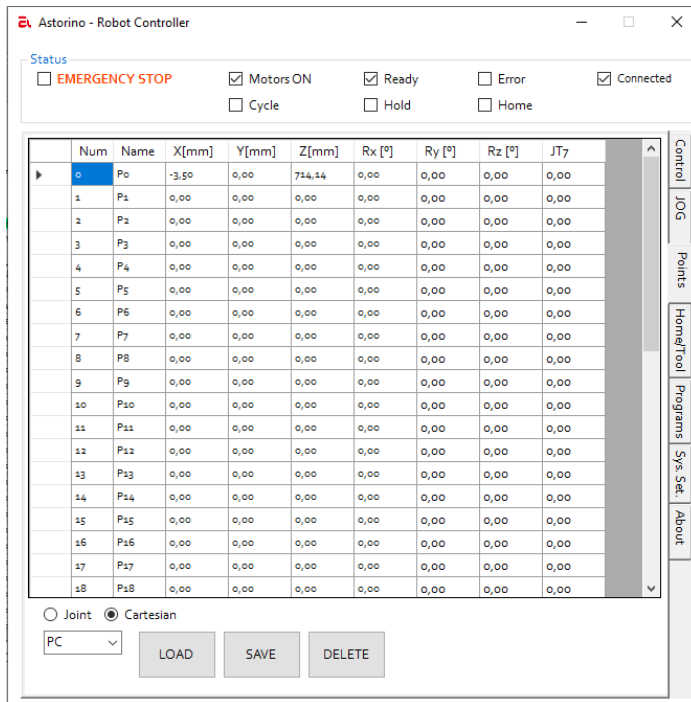 Astorino - Robot Controller
Status
EMERGENCY STOP Motors ON Ready Error Connected
Cycle Hold Home
Num Name X[mm] Y[mm] Z[mm] Rx [º] Ry [º] Rz [º] JT7
0 P0 -3,50 0,00 714,14 0,00 0,00 0,00 0,00
1 P1 0,00 0,00 0,00 0,00 0,00 0,00 0,00
2 P2 0,00 0,00 0,00 0,00 0,00 0,00 0,00
3 P3 0,00 0,00 0,00 0,00 0,00 0,00 0,00
4 P4 0,00 0,00 0,00 0,00 0,00 0,00 0,00
5 P5 0,00 0,00 0,00 0,00 0,00 0,00 0,00
6 P6 0,00 0,00 0,00 0,00 0,00 0,00 0,00
7 P7 0,00 0,00 0,00 0,00 0,00 0,00 0,00
8 P8 0,00 0,00 0,00 0,00 0,00 0,00 0,00
9 P9 0,00 0,00 0,00 0,00 0,00 0,00 0,00
10 P10 0,00 0,00 0,00 0,00 0,00 0,00 0,00
11 P11 0,00 0,00 0,00 0,00 0,00 0,00 0,00
12 P12 0,00 0,00 0,00 0,00 0,00 0,00 0,00
13 P13 0,00 0,00 0,00 0,00 0,00 0,00 0,00
14 P14 0,00 0,00 0,00 0,00 0,00 0,00 0,00
15 P15 0,00 0,00 0,00 0,00 0,00 0,00 0,00
16 P16 0,00 0,00 0,00 0,00 0,00 0,00 0,00
17 P17 0,00 0,00 0,00 0,00 0,00 0,00 0,00
18 P18 0,00 0,00 0,00 0,00 0,00 0,00 0,00
Control
JOG
Points
Home/Tool
Programs
Sys. Set.
About
Joint Cartesian
PC LOAD SAVE DELETE